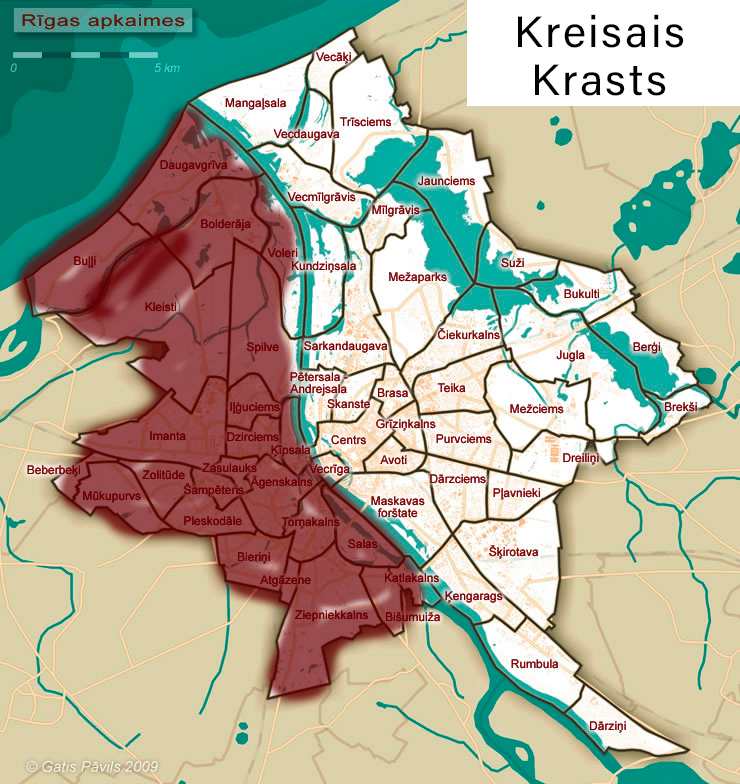 Rīgas apkaimes
Kreisais
Krasts
0
5 km
Vecāķi
Mangaļsala
Trīsciems
Vecdaugava
Daugavgrīva
Jaunciems
Vecmīlgrāvis
Mīlgrāvis
Bolderāja
Voleri
Buļļi
Kundziņsala
Suži
Mežaparks
Bukulti
Kleisti
Čiekurkalns
Spilve
Sarkandaugava
Jugla
Berģi
Pētersala -
Andrejsala
Brasa
Teika
Skanste
Iļģuciems
Mežciems
Brekši
Grīziņkalns
Imanta
Dzirciems
Centrs
Purvciems
Ķīpsala
Dreiliņi
Beberbeķi
Zolitūde
Zasulauks
Vecrīga
Avoti
Āgenskalns
Dārzciems
Mūkupurvs
Šampēteris
Pļavnieki
Maskavas
forštate
Pleskodāle
Torņakalns
Salas
Šķirotava
Bieriņi
Atgāzene
Katlakalns
Ķengarags
Ziepniekkalns
Bišumuiža
Rumbula
Dārziņi
© Gatis Pāvils 2009